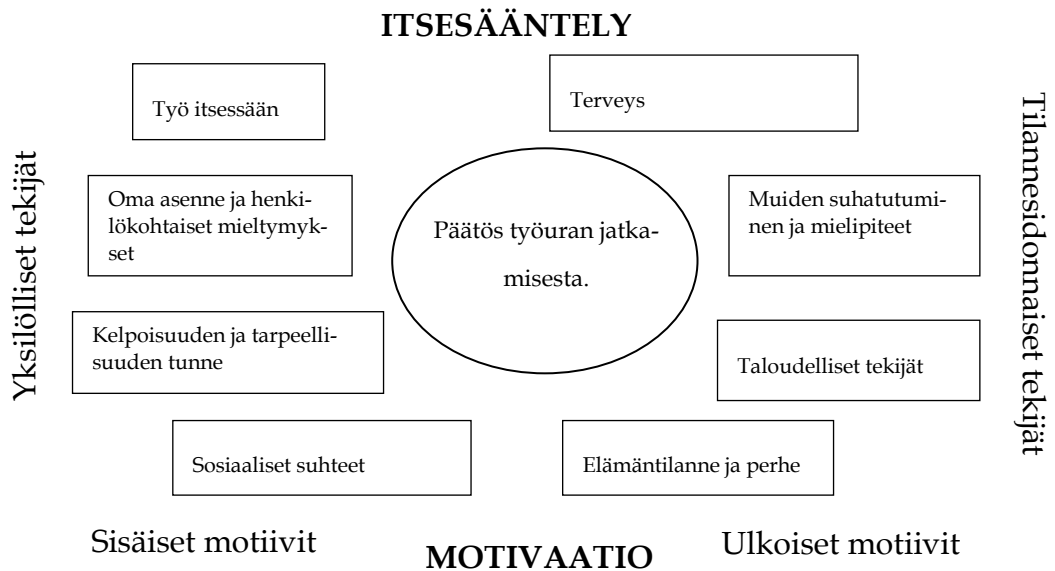 ITSESÄÄNTELY
Työ itsessään
Terveys
Yksilölliset tekijät
Oma asenne ja henki-
lökohtaiset mieltymyk-
set
Päätös työuran jatka-
misesta.
Muiden suhatutumi-
nen ja mielipiteet
Tilannesidonnaiset tekijät
Kelpoisuuden ja tarpeelli-
suuden tunne
Taloudelliset tekijät
Sosiaaliset suhteet
Elämäntilanne ja perhe
Sisäiset motiivit
MOTIVAATIO
Ulkoiset motiivit